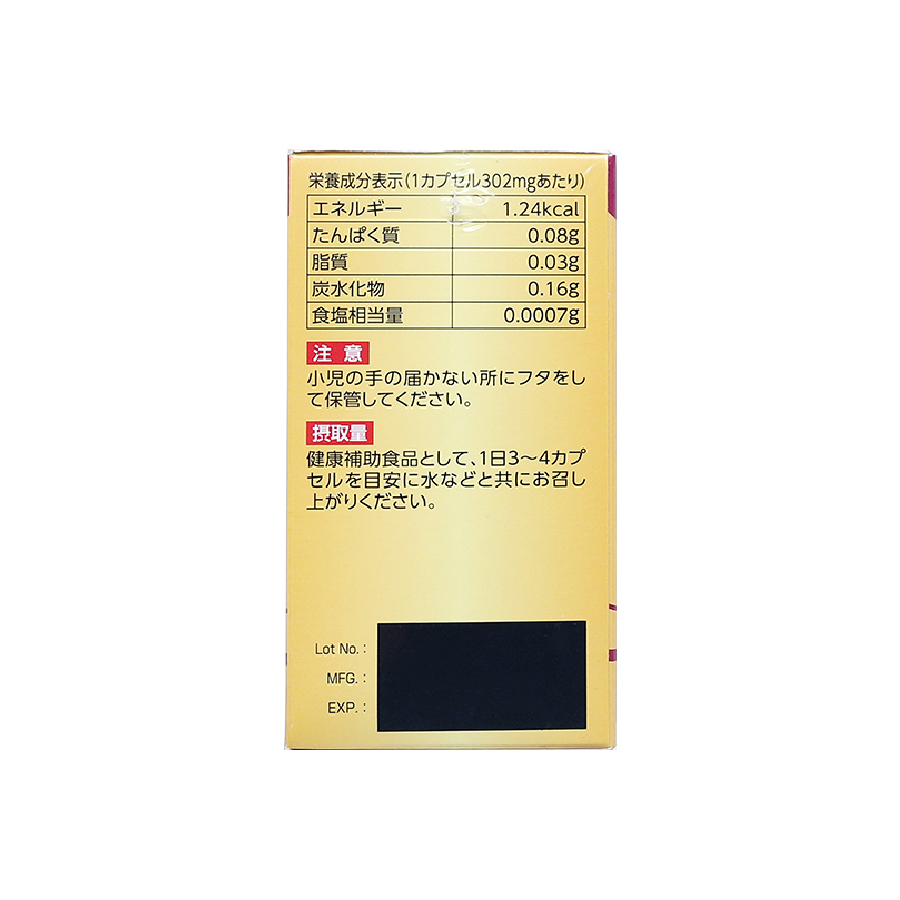 栄養成分表示(1カプセル302mgあたり)
エネルギー 1.24kcal
たんぱく質 0.08g
脂質 0.03g
炭水化物 0.16g
食塩相当量 0.0007g
注意
小児の手の届かない所にフタをし
て保管してください。
摂取量
健康補助食品として、1日3〜4カプ
セルを目安に水などと共にお召し
上がりください。
Lot No. :
MFG. :
EXP. :